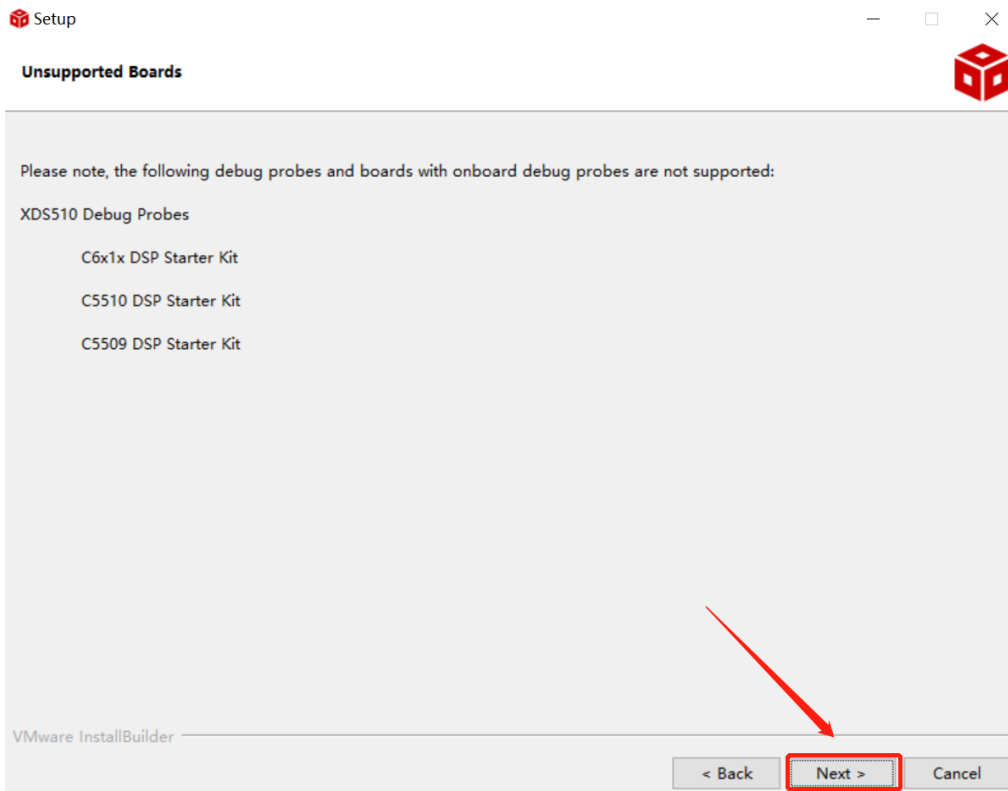 Setup
Unsupported Boards
Please note, the following debug probes and boards with onboard debug probes are not supported:
XDS510 Debug Probes
C6x1x DSP Starter Kit
C5510 DSP Starter Kit
C5509 DSP Starter Kit
VMware InstallBuilder
< Back Next > Cancel